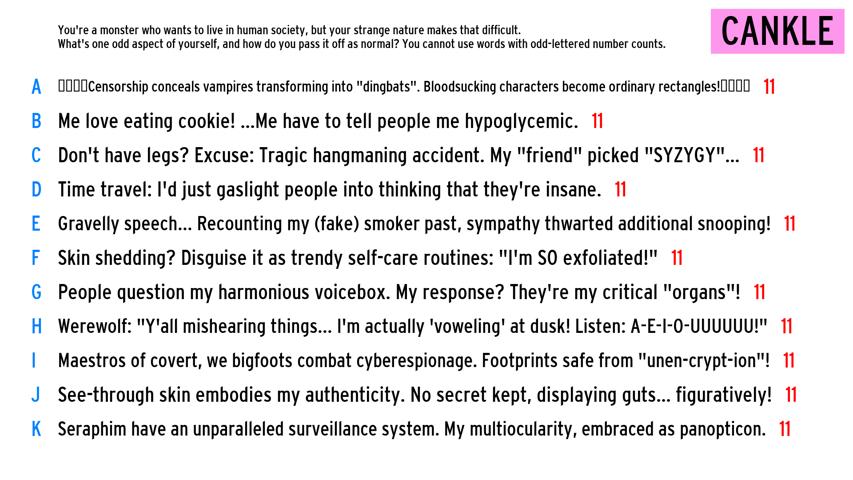 You're a monster who wants to live in human society, but your strange nature makes that difficult.
What's one odd aspect of yourself, and how do you pass it off as normal? You cannot use words with odd-lettered number counts.
CANKLE
A ▯▯▯▯Censorship conceals vampires transforming into "dingbats". Bloodsucking characters become ordinary rectangles!▯▯▯▯ 11
B Me love eating cookie! ...Me have to tell people me hypoglycemic. 11
C Don't have legs? Excuse: Tragic hangmaning accident. My "friend" picked "SYZYGY"... 11
D Time travel: I'd just gaslight people into thinking that they're insane. 11
E Gravelly speech... Recounting my (fake) smoker past, sympathy thwarted additional snooping! 11
F Skin shedding? Disguise it as trendy self-care routines: "I'm SO exfoliated!" 11
G People question my harmonious voicebox. My response? They're my critical "organs"! 11
H Werewolf: "Y'all mishearing things... I'm actually 'voweling' at dusk! Listen: A-E-I-O-UUUUUU!" 11
I Maestros of covert, we bigfoots combat cyberespionage. Footprints safe from "unen-crypt-ion"! 11
J See-through skin embodies my authenticity. No secret kept, displaying guts... figuratively! 11
K Seraphim have an unparalleled surveillance system. My multiocularity, embraced as panopticon. 11